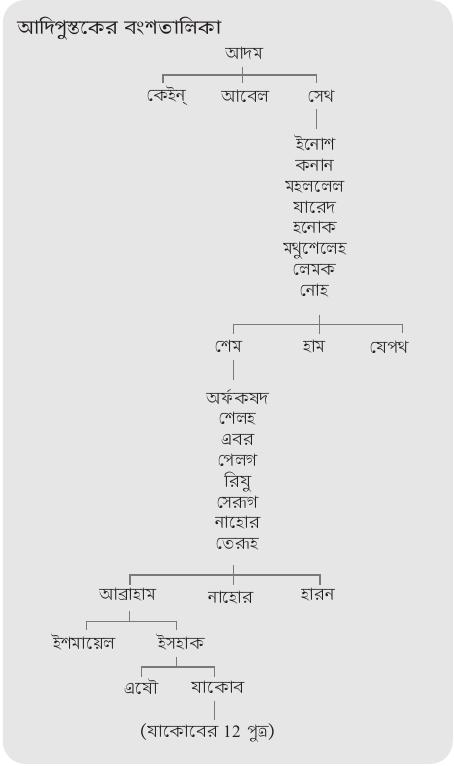 আদিপুস্তকের বংশতালিকা
আদম
কেইন্ আবেল সেথ
ইনোশ
কনান
মহললেল
যারেদ
হনোক
মথুশেলেহ
লেমক
নোহ
শেম হাম যেপথ
অর্ফকষদ
শেলহ
এবর
পেলগ
রিযু
সেরূগ
নাহোর
তেরূহ
আব্রাহাম নাহোর হারন
ইশমায়েল ইসহাক
এষৌ যাকোব
(যাকোবের 12 পুত্র)